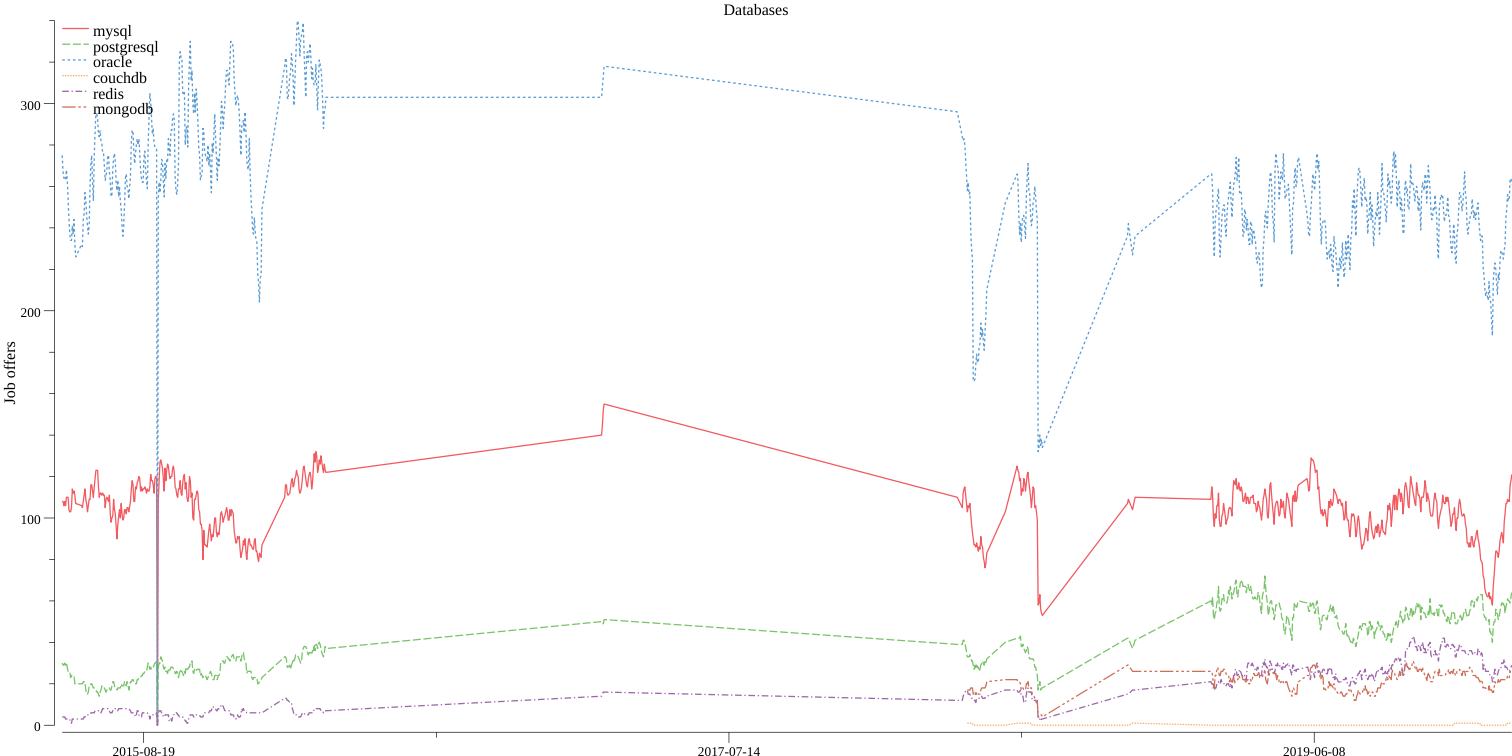 Databases
mysql
postgresql
oracle
couchdb
redis
mongodb
300
200
100
0
Job offers
2015-08-19
2017-07-14
2019-06-08